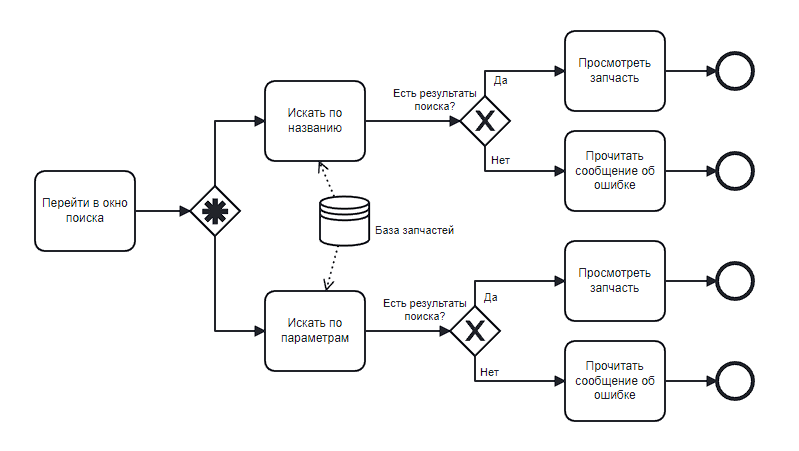 Перейти в окно
поиска
Искать по
названию
База запчастей
Искать по
параметрам
Есть результаты
поиска?
Да
Нет
Просмотреть
запчасть
Прочитать
сообщение об
ошибке
Есть результаты
поиска?
Да
Нет
Просмотреть
запчасть
Прочитать
сообщение об
ошибке